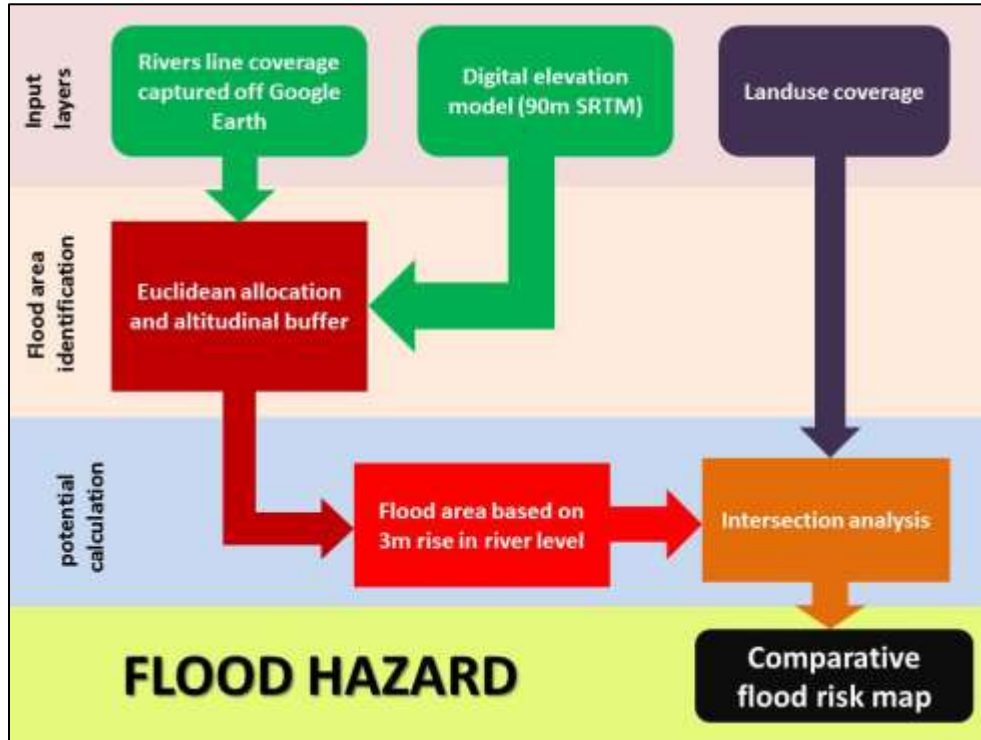 Input
layers
Rivers line coverage
captured off Google
Earth
Digital elevation
model (90m SRTM)
Landuse coverage
Flood area
identification
Euclidean allocation
and altitudinal buffer
potential
calculation
Flood area based on
3m rise in river level
Intersection analysis
FLOOD HAZARD
Comparative
flood risk map